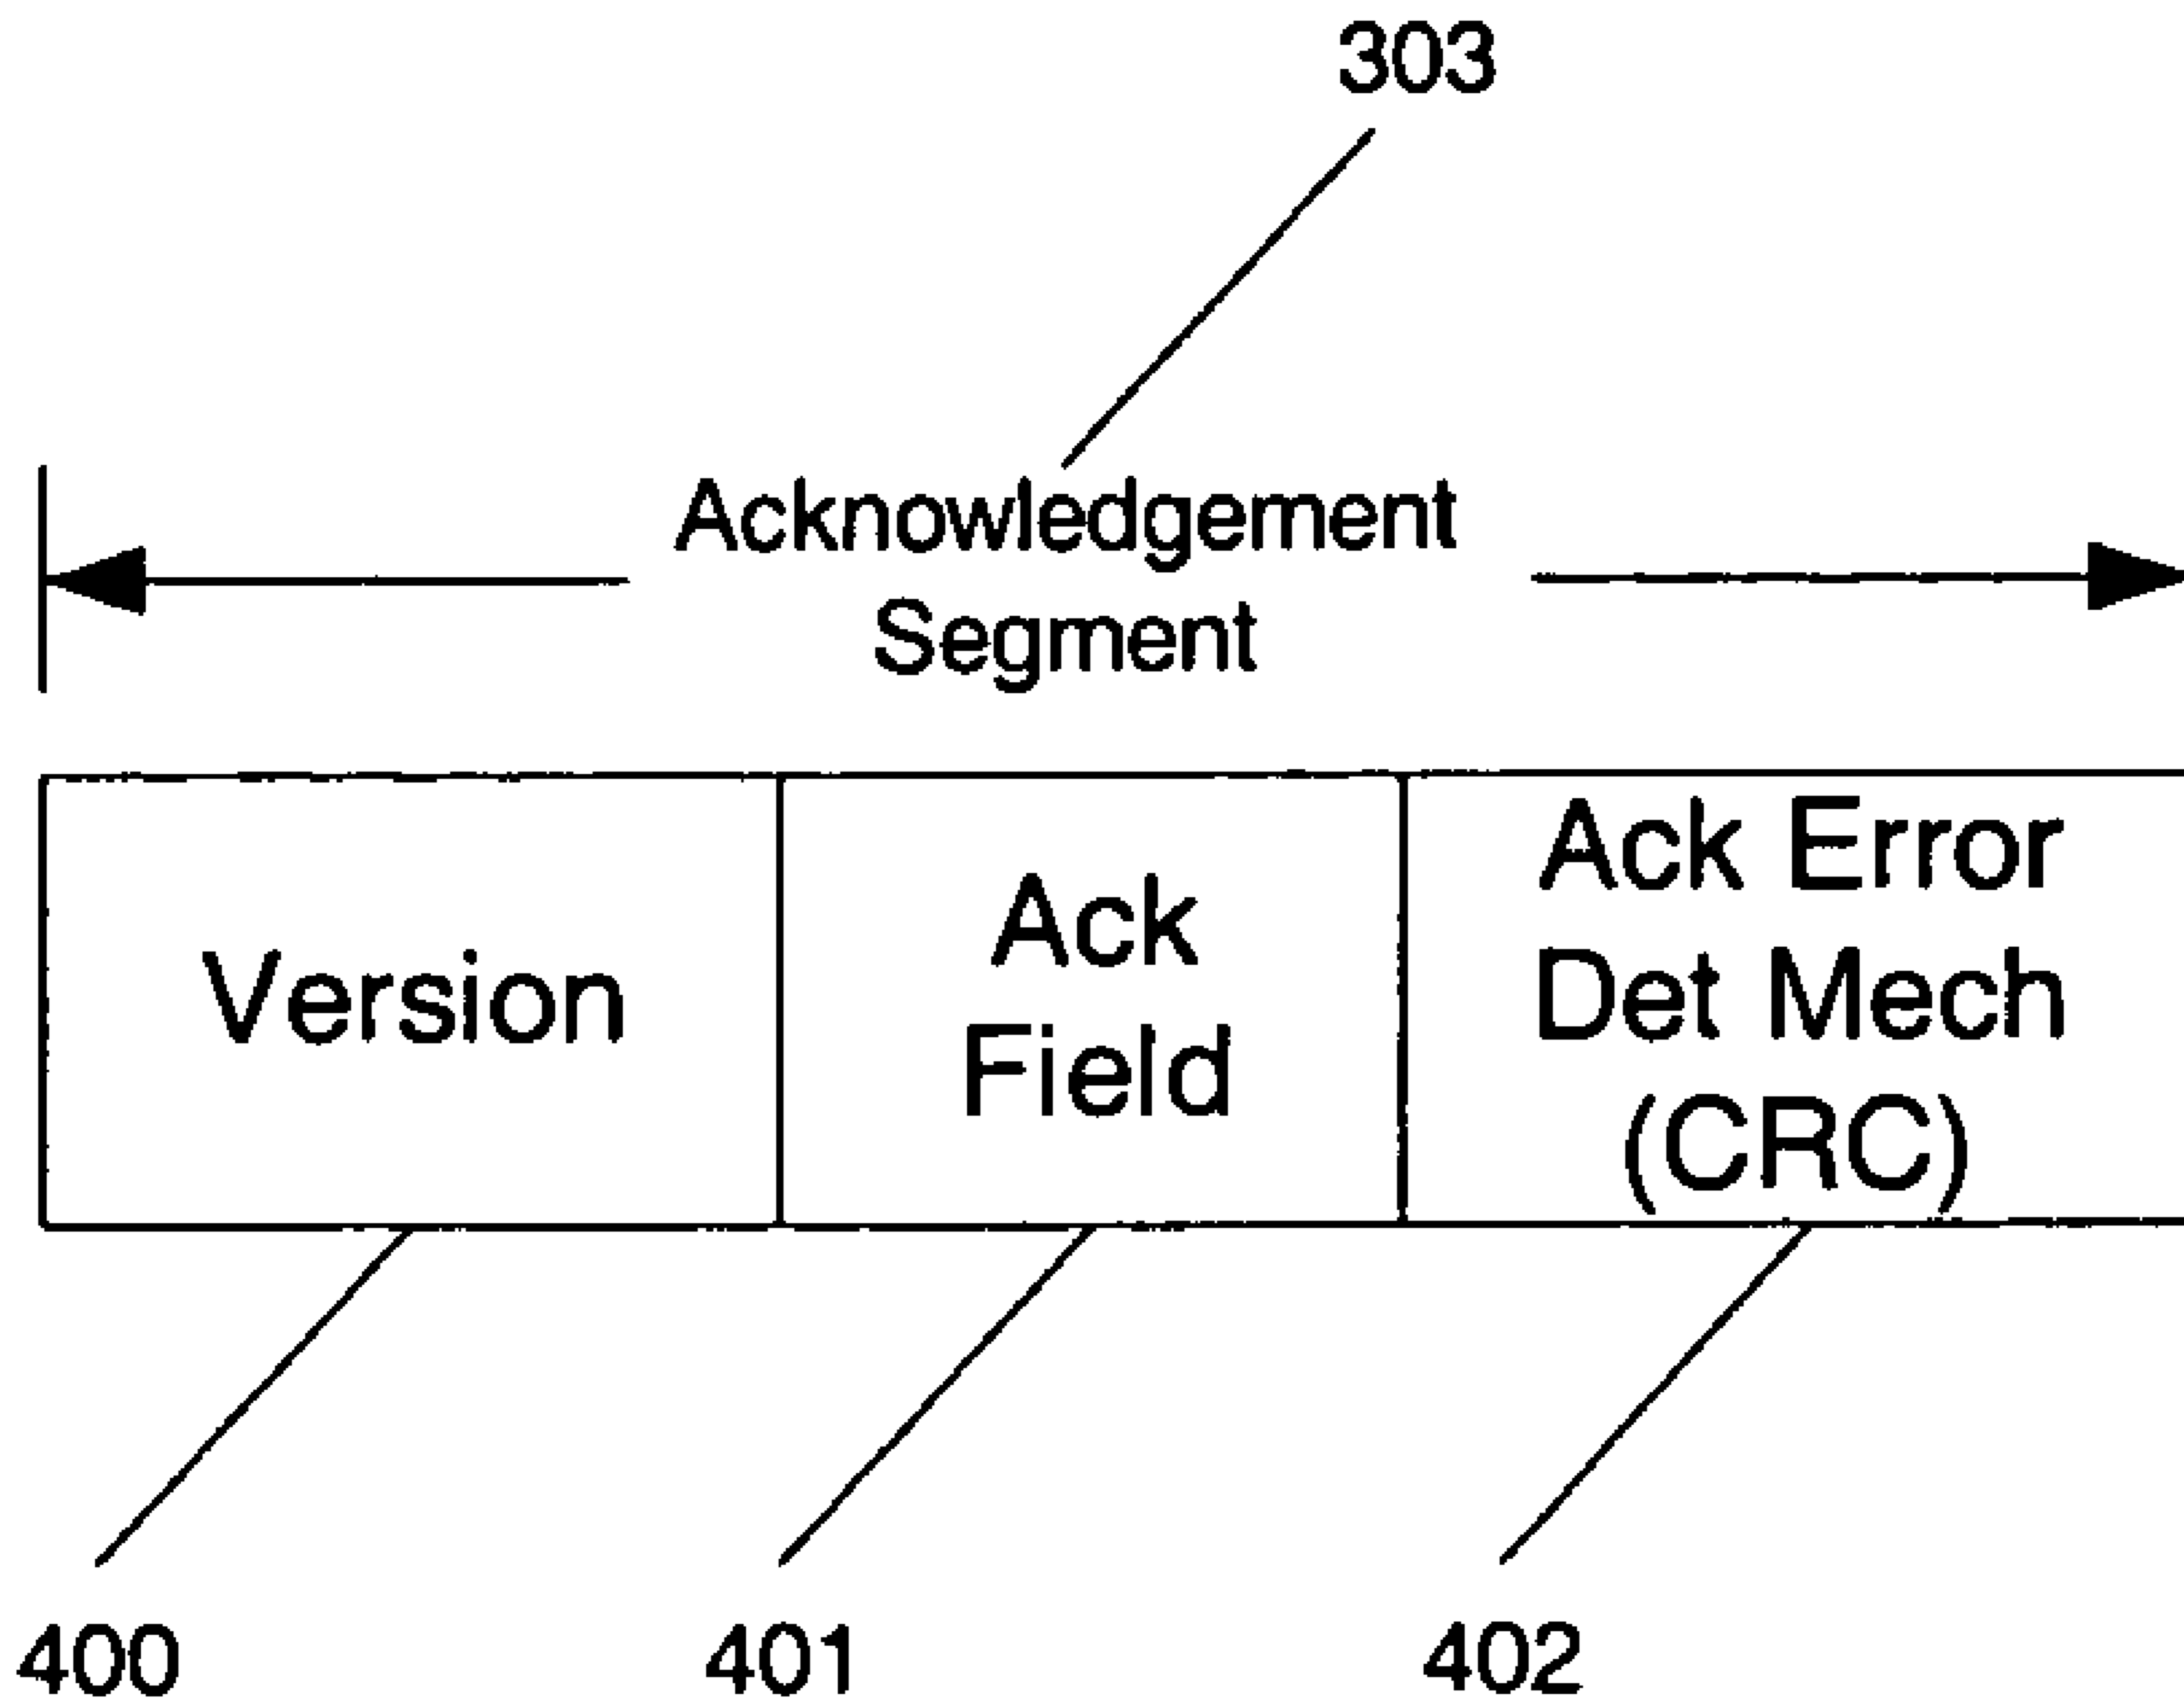 303
Acknowledgement
Segment
Version
Ack
Field
Ack Error
Det Mech
(CRC)
400
401
402